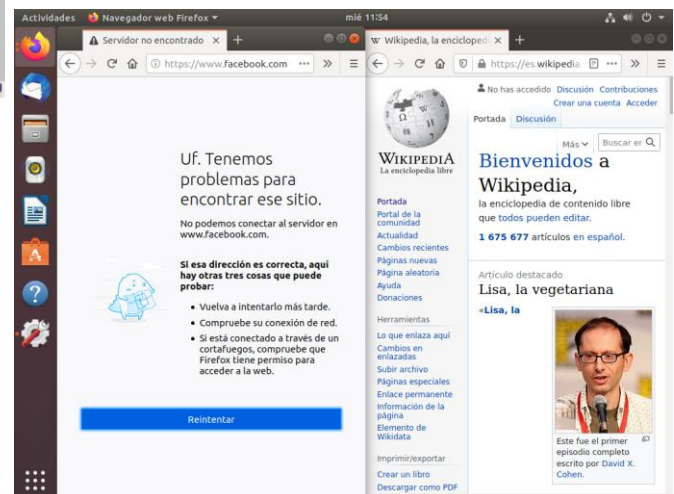 Actividades Navegador web Firefox mié 11:54
Servidor no encontrado
https://www.facebook.com
Uf. Tenemos
problemas para
encontrar ese sitio.
No podemos conectar al servidor en
www.facebook.com.
Si esa dirección es correcta, aquí
hay otras tres cosas que puede
probar:
• Vuelva a intentarlo más tarde.
• Compruebe su conexión de red.
• Si está conectado a través de un
cortafuegos, compruebe que
Firefox tiene permiso para
acceder a la web.
Reintentar
Wikipedia, la encicloped
https://es.wikipedia.
No has accedido Discusión Contribuciones
Crear una cuenta Acceder
Portada Discusión
Más Buscar er
WIKIPEDIA
La enciclopedia libre
Portada
Portal de la
comunidad
Actualidad
Cambios recientes
Páginas nuevas
Página aleatoria
Ayuda
Donaciones
Herramientas
Lo que enlaza aquí
Cambios en
enlazadas
Subir archivo
Páginas especiales
Enlace permanente
Información de la
página
Elemento de
Wikidata
Imprimir/exportar
Crear un libro
Descargar como PDF
Bienvenidos a
Wikipedia,
la enciclopedia de contenido libre
que todos pueden editar.
1 675 677 artículos en español.
Artículo destacado
Lisa, la vegetariana
«Lisa, la
Este fue el primer
episodio completo
escrito por David X.
Cohen.